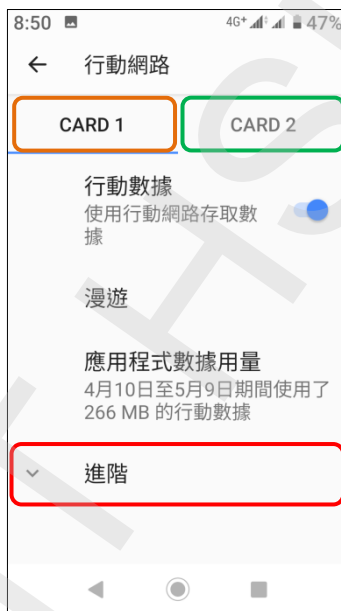 8:50 4G+ 47%
行動網路
CARD 1 CARD 2
行動數據
使用行動網路存取數
據
漫遊
應用程式數據用量
4月10日至5月9日期間使用了
266 MB 的行動數據
進階